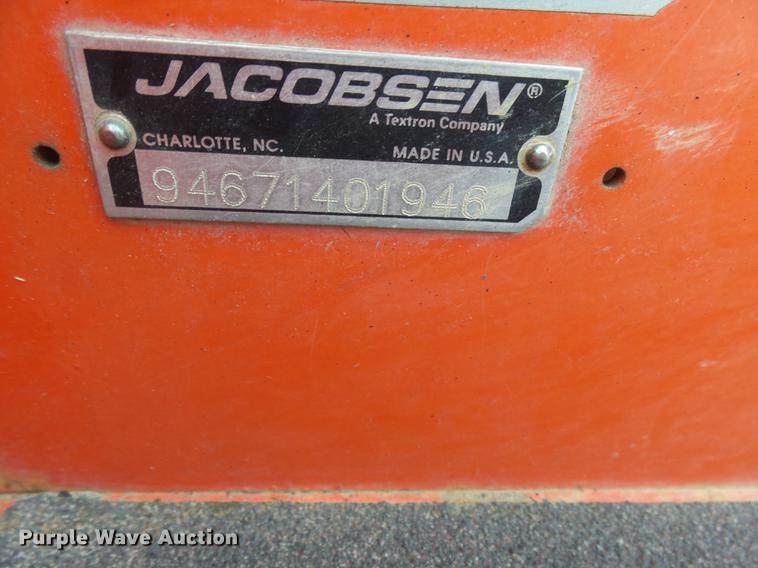 JACOBSEN®
A Textron Company
CHARLOTTE, NC. MADE IN U.S.A.
94671401946
Purple Wave Auction